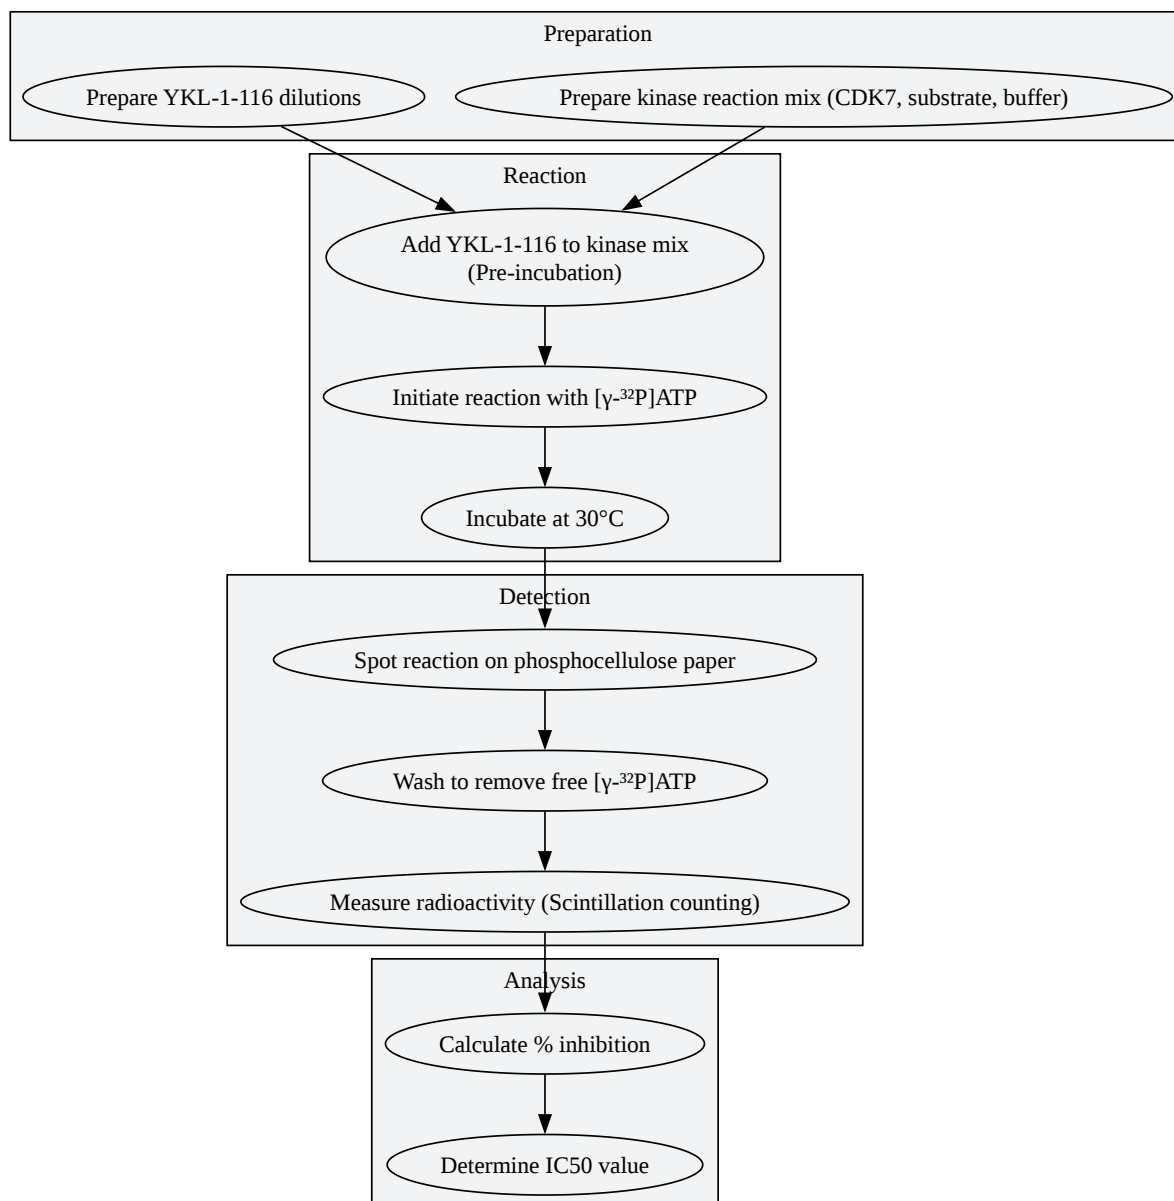 Preparation
Prepare YKL-1-116 dilutions
Prepare kinase reaction mix (CDK7, substrate, buffer)
Reaction
Add YKL-1-116 to kinase mix
(Pre-incubation)
Initiate reaction with [γ-³²P]ATP
Incubate at 30°C
Detection
Spot reaction on phosphocellulose paper
Wash to remove free [γ-³²P]ATP
Measure radioactivity (Scintillation counting)
Analysis
Calculate % inhibition
Determine IC50 value